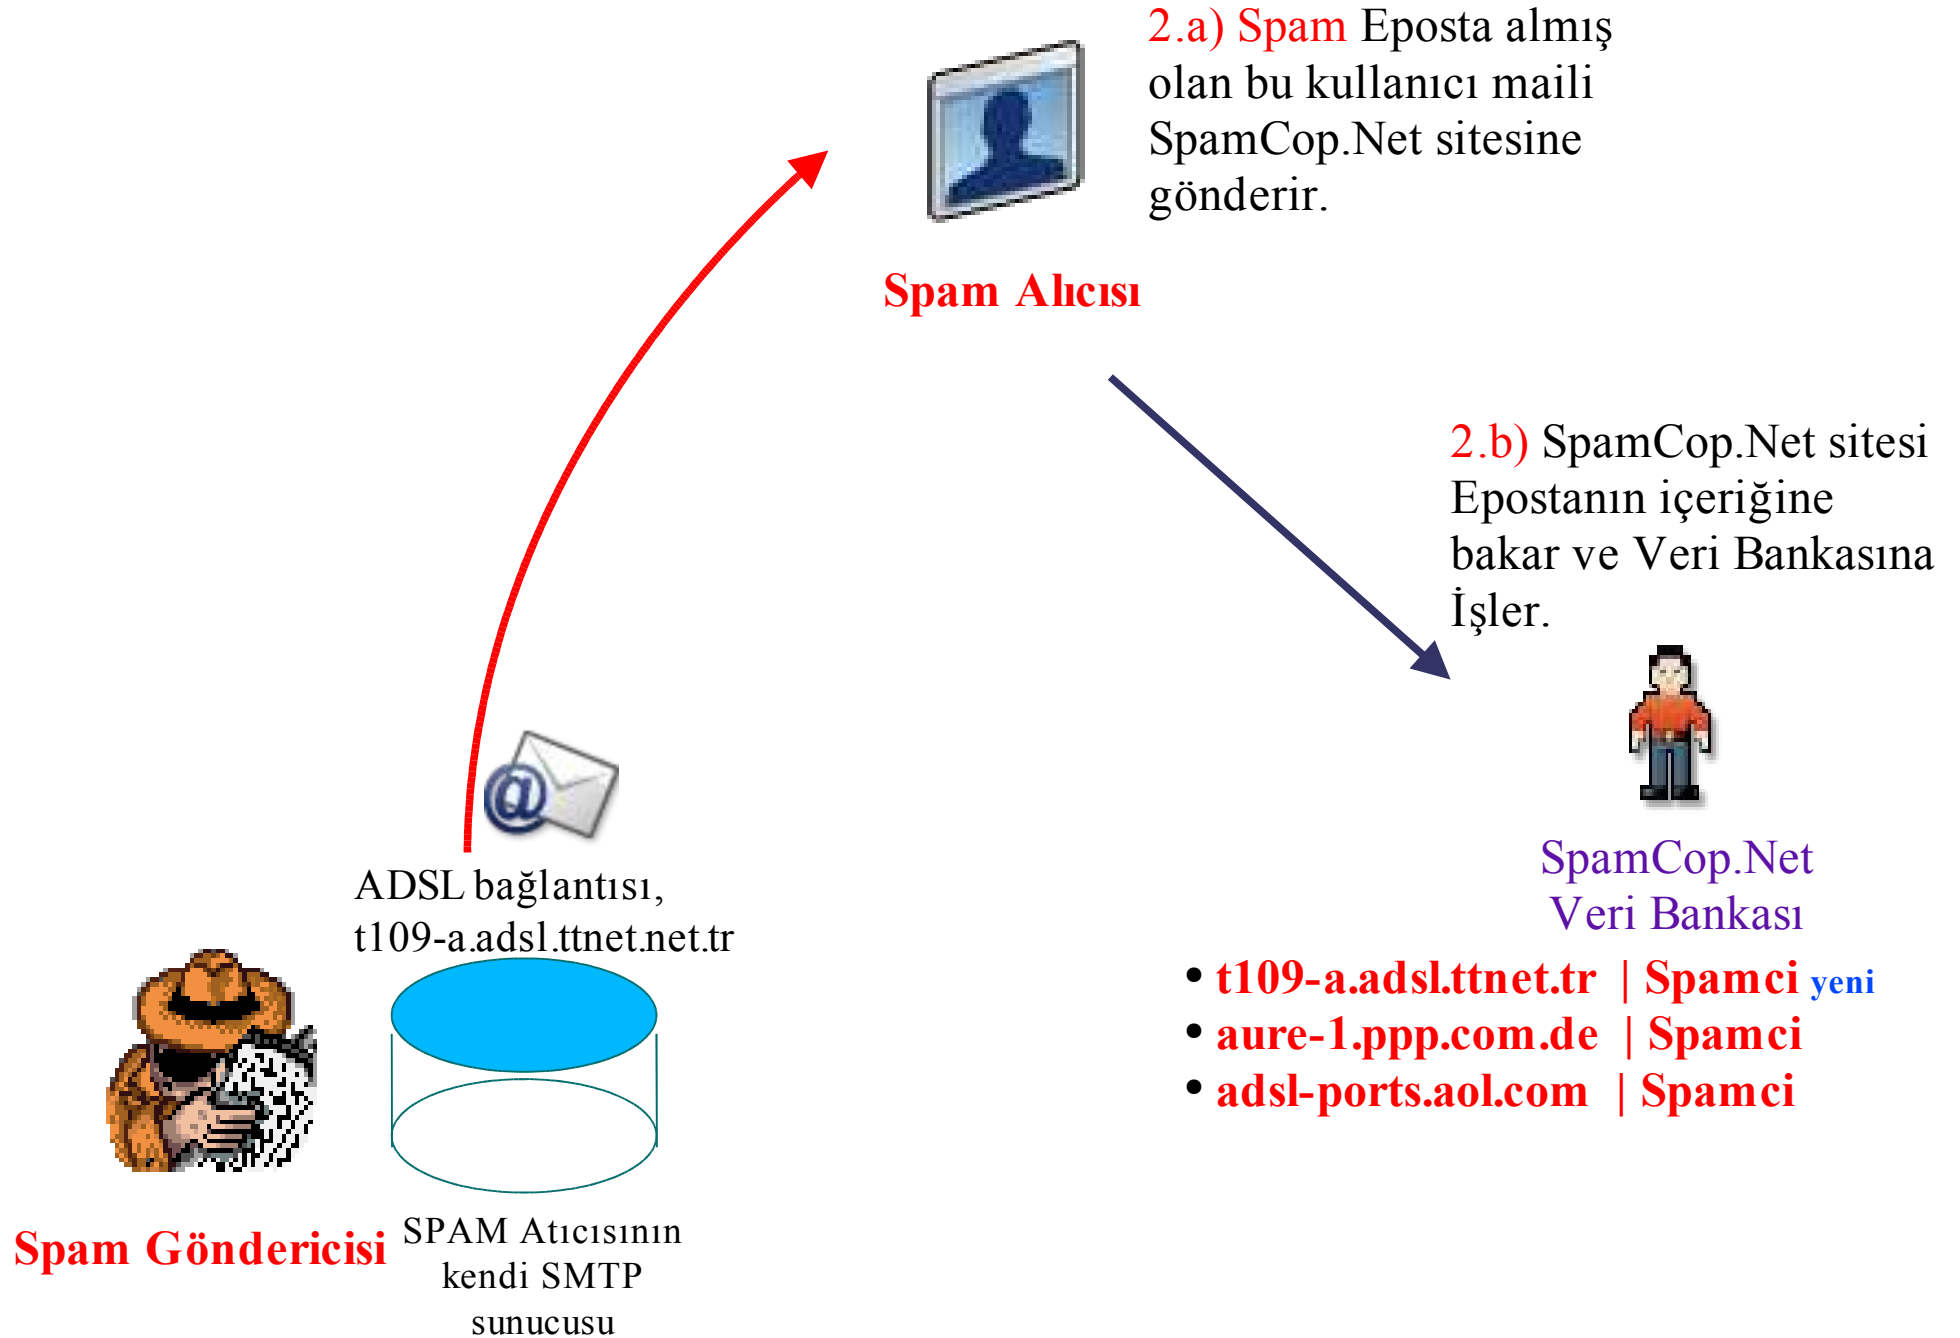 2.a) Spam Eposta almış
olan bu kullanıcı maili
SpamCop.Net sitesine
gönderir.
Spam Alıcısı
2.b) SpamCop.Net sitesi
Epostanın içeriğine
bakar ve Veri Bankasına
İşler.
SpamCop.Net
Veri Bankası
• t109-a.adsl.ttnet.tr | Spamci yeni
• aure-1.ppp.com.de | Spamci
• adsl-ports.aol.com | Spamci
ADSL bağlantısı,
t109-a.adsl.ttnet.net.tr
Spam Göndericisi
SPAM Atıcısının
kendi SMTP
sunucusu